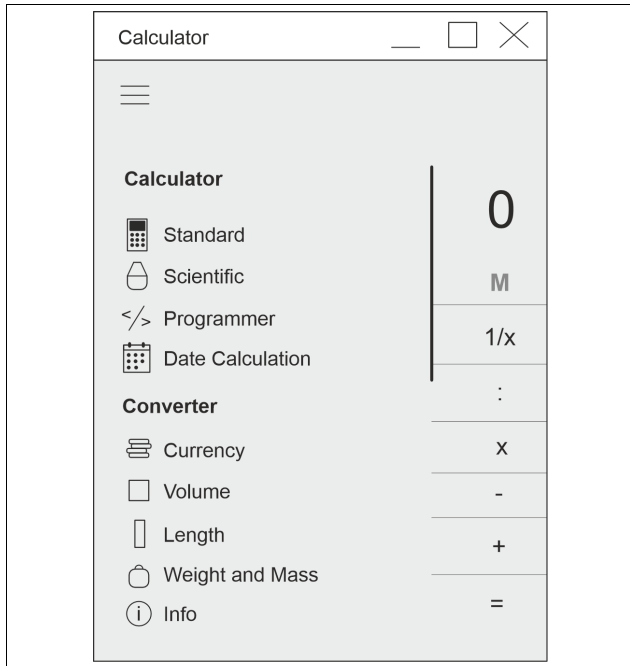 Calculator
Calculator
Standard
Scientific
</> Programmer
Date Calculation
Converter
Currency
Volume
Length
Weight and Mass
i Info
0
M
1/x
:
x
-
+
=